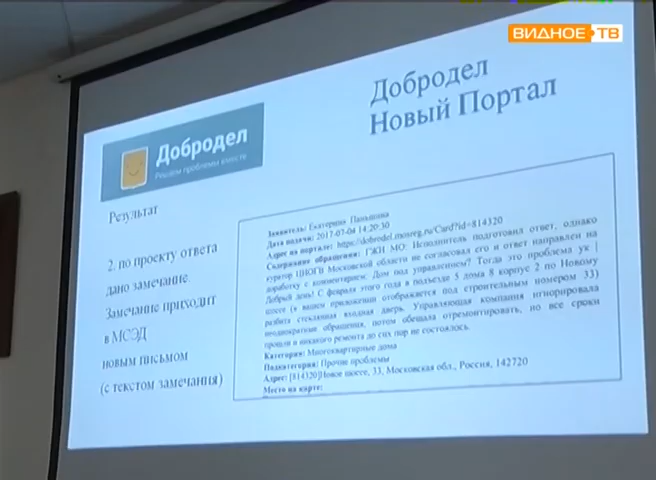 ВИДНОЕ ТВ
Добродел
Новый Портал
Добродел
Решаем проблемы вместе
Результат
2. по проекту ответа
дано замечание.
Замечание приходит
в МСЭД
новым письмом
(с текстом замечания)
Заявитель: Екатерина Паньшина
Дата подачи: 2017-07-04 14:20:30
Адрес на портале: https://dobrodel.mosreg.ru/Card?id=814320
Содержание обращения: ГЖИ МО: Исполнитель подготовил ответ, однако
куратор ЦНОГВ Московской области не согласовал его и ответ направлен на
доработку с комментарием: Дом под управлением? Тогда это проблема ук |
Добрый день! С февраля этого года в подъезде 5 дома 8 корпус 2 по Новому
шоссе (в вашем приложении отображается под строительным номером 33)
разбита стеклянная входная дверь. Управляющая компания игнорировала
неоднократные обращения, потом обещала отремонтировать, но все сроки
прошли и никакого ремонта до сих пор не состоялось.
Категория: Многоквартирные дома
Подкатегория: Прочие проблемы
Адрес: [814320]Новое шоссе, 33, Московская обл., Россия, 142720
Место на карте: